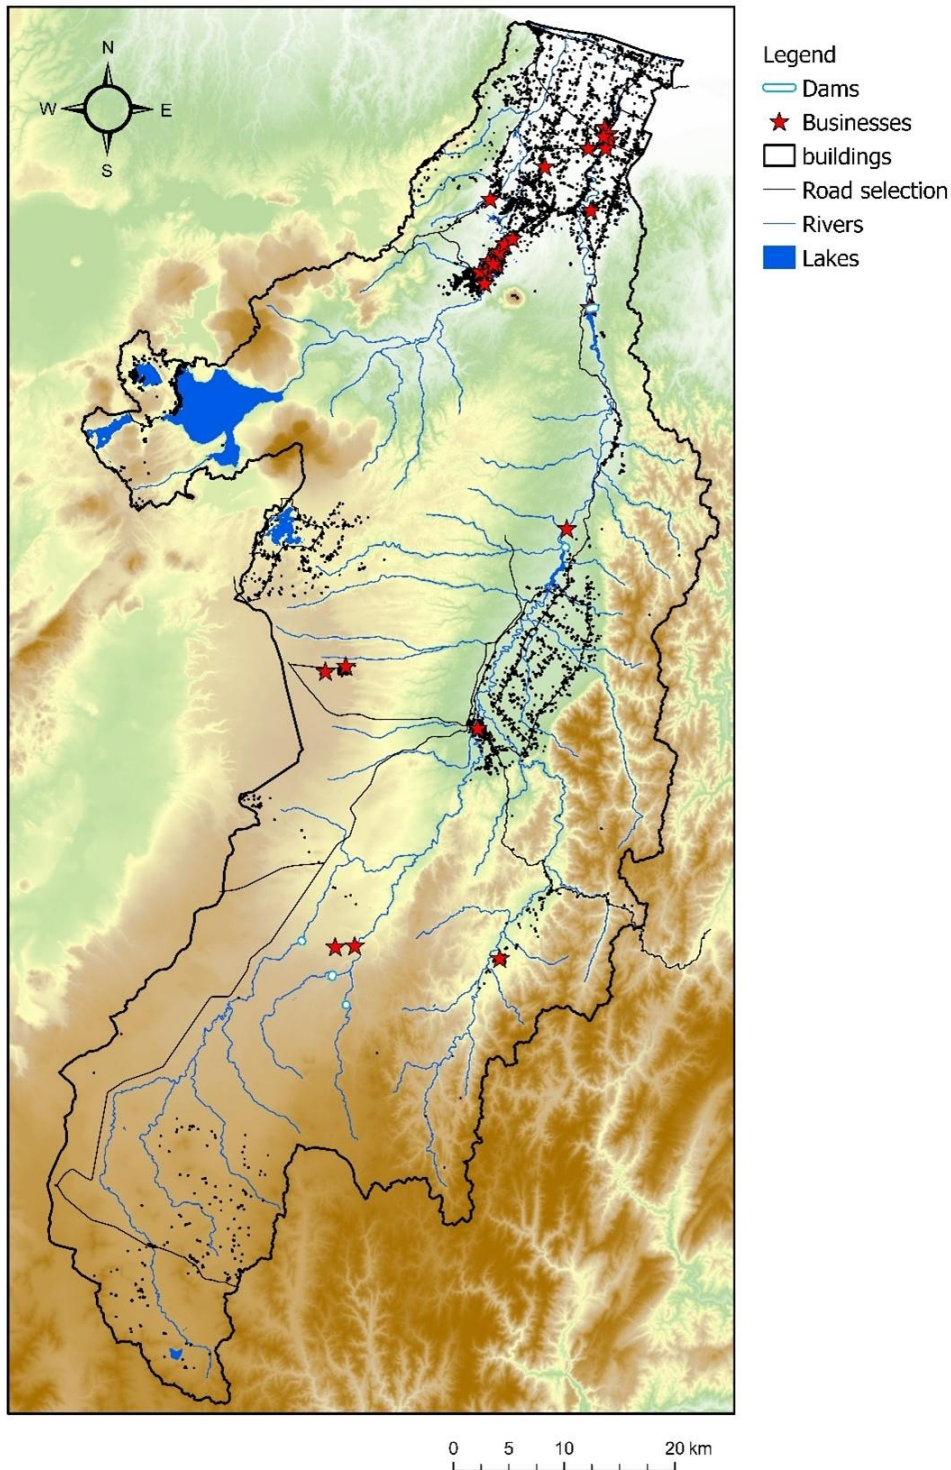 N
W E
S
Legend
Dams
Businesses
buildings
Road selection
Rivers
Lakes
0 5 10 20 km